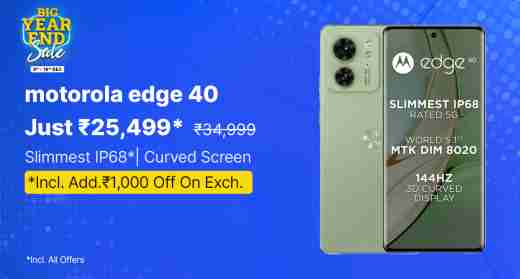 BIG
YEAR
END
Sale
motorola edge 40
Just ₹25,499* ₹34,999
Slimmest IP68*| Curved Screen
*Incl. Add.₹1,000 Off On Exch.
*Incl. All Offers
edge 40
SLIMMEST IP68
RATED 5G
WORLD'S 1ST
MTK DIM 8020
144HZ
3D CURVED
DISPLAY